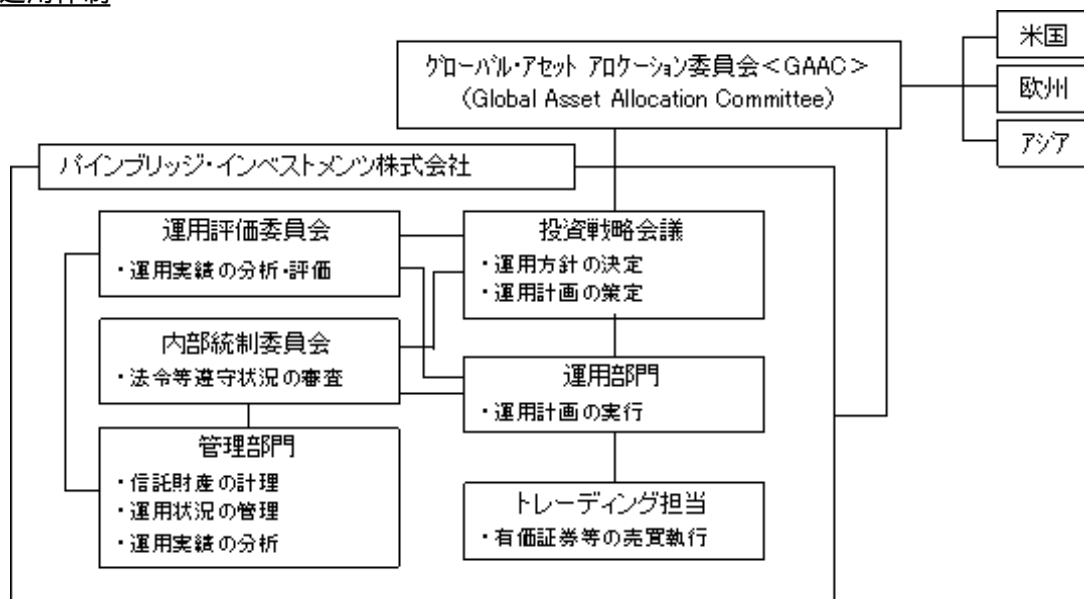 運用体制
グローバル・アセット アロケーション委員会<GAAC>
(Global Asset Allocation Committee)
米国
欧州
アジア
パインブリッジ・インベストメンツ株式会社
運用評価委員会
・運用実績の分析・評価
投資戦略会議
・運用方針の決定
・運用計画の策定
内部統制委員会
・法令等遵守状況の審査
運用部門
・運用計画の実行
管理部門
・信託財産の計理
・運用状況の管理
・運用実績の分析
トレーディング担当
・有価証券等の売買執行